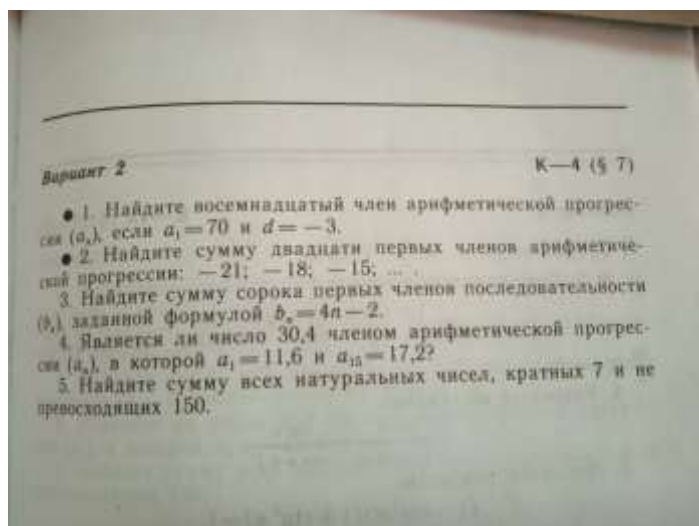 Вариант 2 К—4 (§ 7)
● 1. Найдите восемнадцатый член арифметической прогрес-
сии (aₙ), если a₁=70 и d=−3.
● 2. Найдите сумму двадцати первых членов арифметиче-
ской прогрессии: −21; −18; −15; ... .
3. Найдите сумму сорока первых членов последовательности
(bₙ), заданной формулой bₙ=4n−2.
4. Является ли число 30,4 членом арифметической прогрес-
сии (aₙ), в которой a₁=11,6 и a₁₅=17,2?
5. Найдите сумму всех натуральных чисел, кратных 7 и не
превосходящих 150.